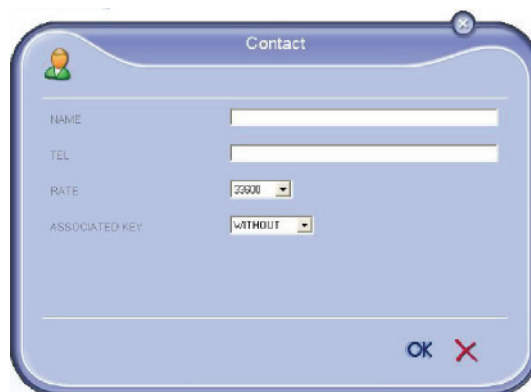 Contact
NAME
TEL
RATE 33600
ASSOCIATED KEY WITHOUT
OK